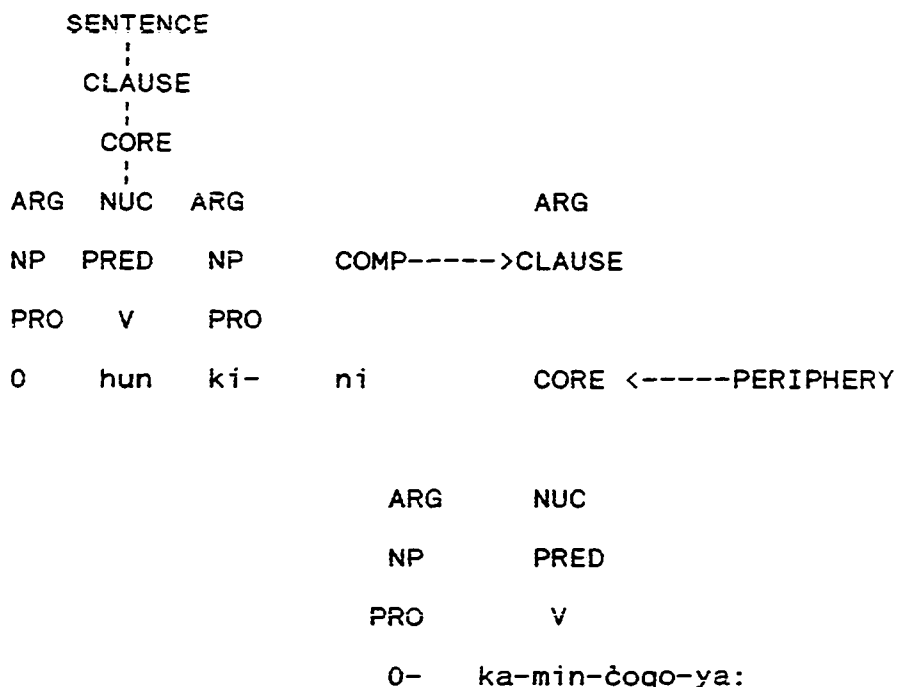 SENTENCE
CLAUSE
CORE
ARG NUC ARG ARG
NP PRED NP COMP----->CLAUSE
PRO V PRO
0 hun ki- ni CORE <-----PERIPHERY
ARG NUC
NP PRED
PRO V
0- ka-min-ċogo-ya: